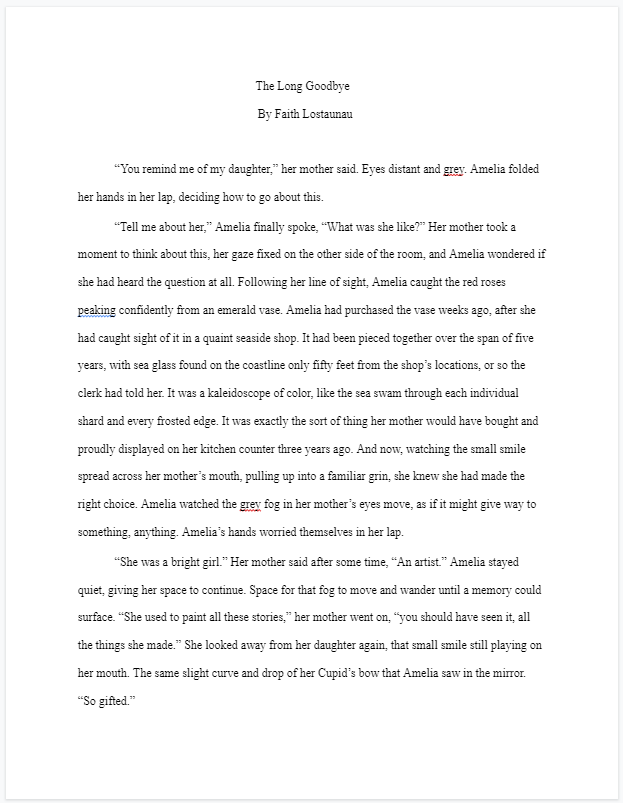 The Long Goodbye
By Faith Lostaunau
“You remind me of my daughter,” her mother said. Eyes distant and grey. Amelia folded
her hands in her lap, deciding how to go about this.
“Tell me about her,” Amelia finally spoke, “What was she like?” Her mother took a
moment to think about this, her gaze fixed on the other side of the room, and Amelia wondered if
she had heard the question at all. Following her line of sight, Amelia caught the red roses
peaking confidently from an emerald vase. Amelia had purchased the vase weeks ago, after she
had caught sight of it in a quaint seaside shop. It had been pieced together over the span of five
years, with sea glass found on the coastline only fifty feet from the shop’s locations, or so the
clerk had told her. It was a kaleidoscope of color, like the sea swam through each individual
shard and every frosted edge. It was exactly the sort of thing her mother would have bought and
proudly displayed on her kitchen counter three years ago. And now, watching the small smile
spread across her mother’s mouth, pulling up into a familiar grin, she knew she had made the
right choice. Amelia watched the grey fog in her mother’s eyes move, as if it might give way to
something, anything. Amelia’s hands worried themselves in her lap.
“She was a bright girl.” Her mother said after some time, “An artist.” Amelia stayed
quiet, giving her space to continue. Space for that fog to move and wander until a memory could
surface. “She used to paint all these stories,” her mother went on, “you should have seen it, all
the things she made.” She looked away from her daughter again, that small smile still playing on
her mouth. The same slight curve and drop of her Cupid’s bow that Amelia saw in the mirror.
“So gifted.”